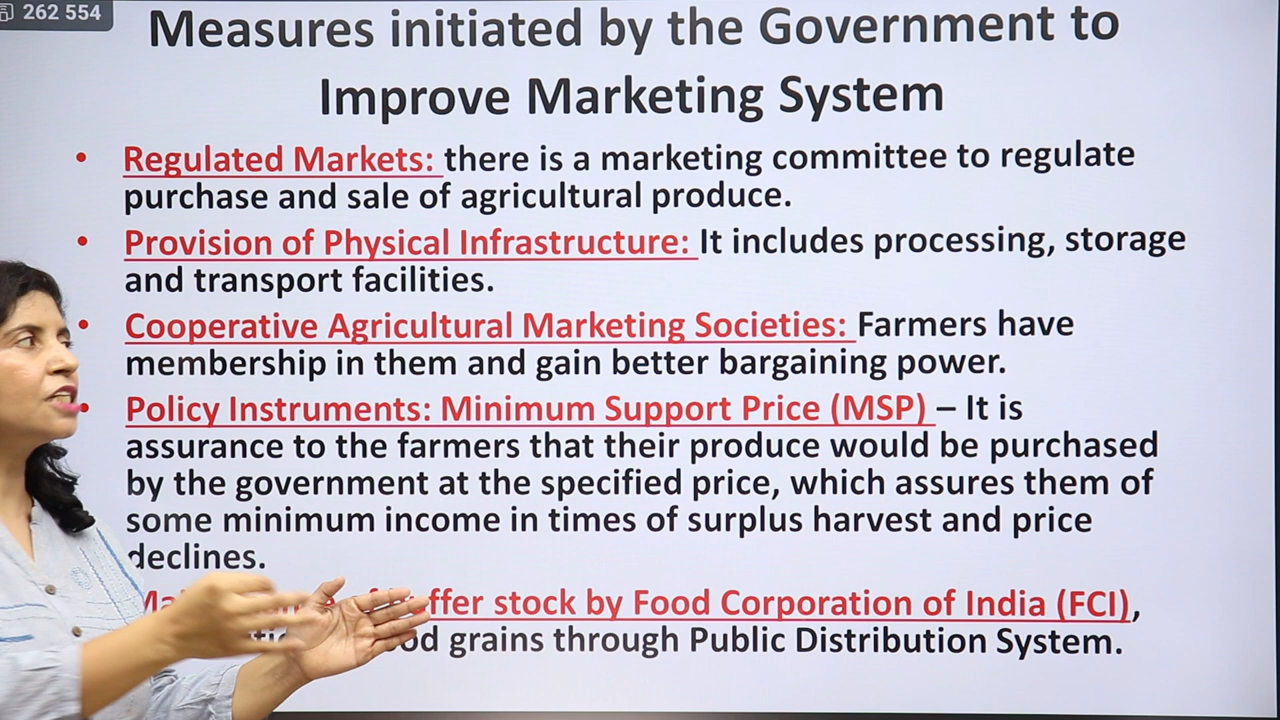 262 554
Measures initiated by the Government to
Improve Marketing System
• Regulated Markets: there is a marketing committee to regulate
purchase and sale of agricultural produce.
• Provision of Physical Infrastructure: It includes processing, storage
and transport facilities.
• Cooperative Agricultural Marketing Societies: Farmers have
membership in them and gain better bargaining power.
• Policy Instruments: Minimum Support Price (MSP) – It is
assurance to the farmers that their produce would be purchased
by the government at the specified price, which assures them of
some minimum income in times of surplus harvest and price
declines.
stock by Food Corporation of India (FCI),
grains through Public Distribution System.